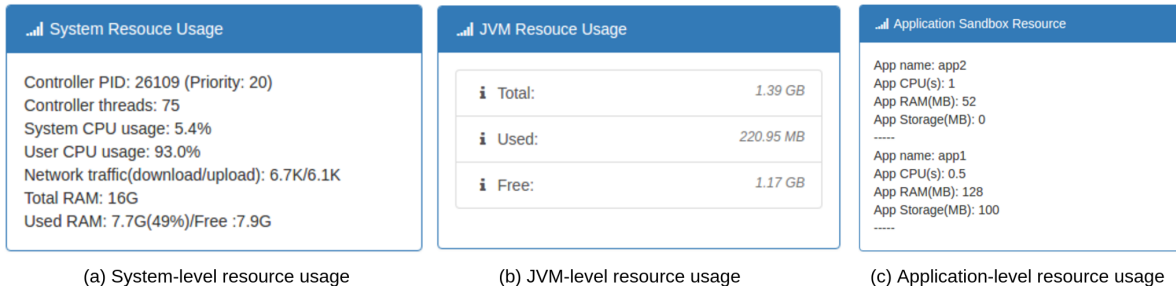 System Resouce Usage
Controller PID: 26109 (Priority: 20)
Controller threads: 75
System CPU usage: 5.4%
User CPU usage: 93.0%
Network traffic(download/upload): 6.7K/6.1K
Total RAM: 16G
Used RAM: 7.7G(49%)/Free :7.9G
(a) System-level resource usage
JVM Resouce Usage
Total: 1.39 GB
Used: 220.95 MB
Free: 1.17 GB
(b) JVM-level resource usage
Application Sandbox Resource
App name: app2
App CPU(s): 1
App RAM(MB): 52
App Storage(MB): 0
-----
App name: app1
App CPU(s): 0.5
App RAM(MB): 128
App Storage(MB): 100
-----
(c) Application-level resource usage